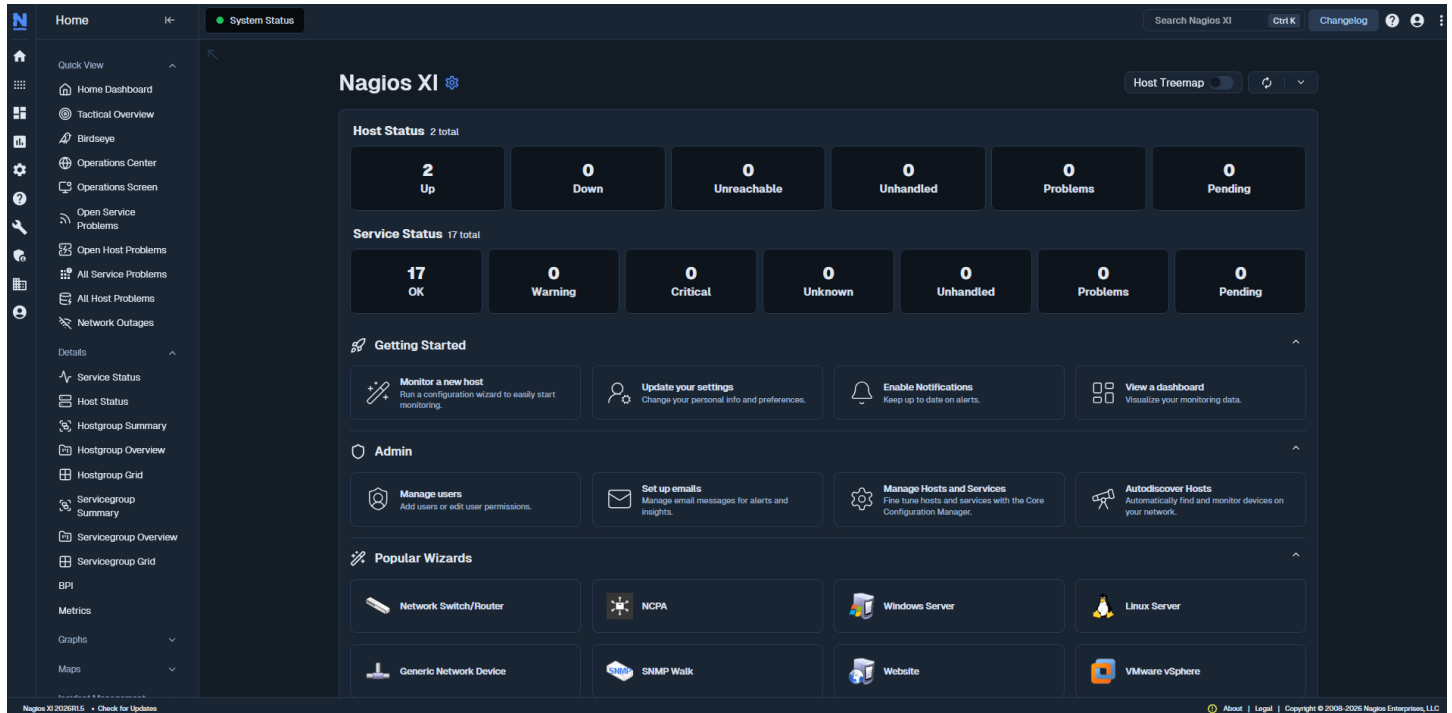 Home
System Status
Search Nagios XI
Ctrl K
Changelog
Quick View
Home Dashboard
Tactical Overview
Birdseye
Operations Center
Operations Screen
Open Service
Problems
Open Host Problems
All Service Problems
All Host Problems
Network Outages
Details
Service Status
Host Status
Hostgroup Summary
Hostgroup Overview
Hostgroup Grid
Servicegroup
Summary
Servicegroup Overview
Servicegroup Grid
BPI
Metrics
Graphs
Maps
Incident Management
Nagios XI
Host Treemap
Host Status 2 total
2
Up
0
Down
0
Unreachable
0
Unhandled
0
Problems
0
Pending
Service Status 17 total
17
OK
0
Warning
0
Critical
0
Unknown
0
Unhandled
0
Problems
0
Pending
Getting Started
Monitor a new host
Run a configuration wizard to easily start
monitoring.
Update your settings
Change your personal info and preferences.
Enable Notifications
Keep up to date on alerts.
View a dashboard
Visualize your monitoring data.
Admin
Manage users
Add users or edit user permissions.
Set up emails
Manage email messages for alerts and
insights.
Manage Hosts and Services
Fine tune hosts and services with the Core
Configuration Manager.
Autodiscover Hosts
Automatically find and monitor devices on
your network.
Popular Wizards
Network Switch/Router
NCPA
Windows Server
Linux Server
Generic Network Device
SNMP
SNMP Walk
Website
VMware vSphere
Nagios XI 2026R1.5 • Check for Updates
About | Legal | Copyright © 2008-2026 Nagios Enterprises, LLC